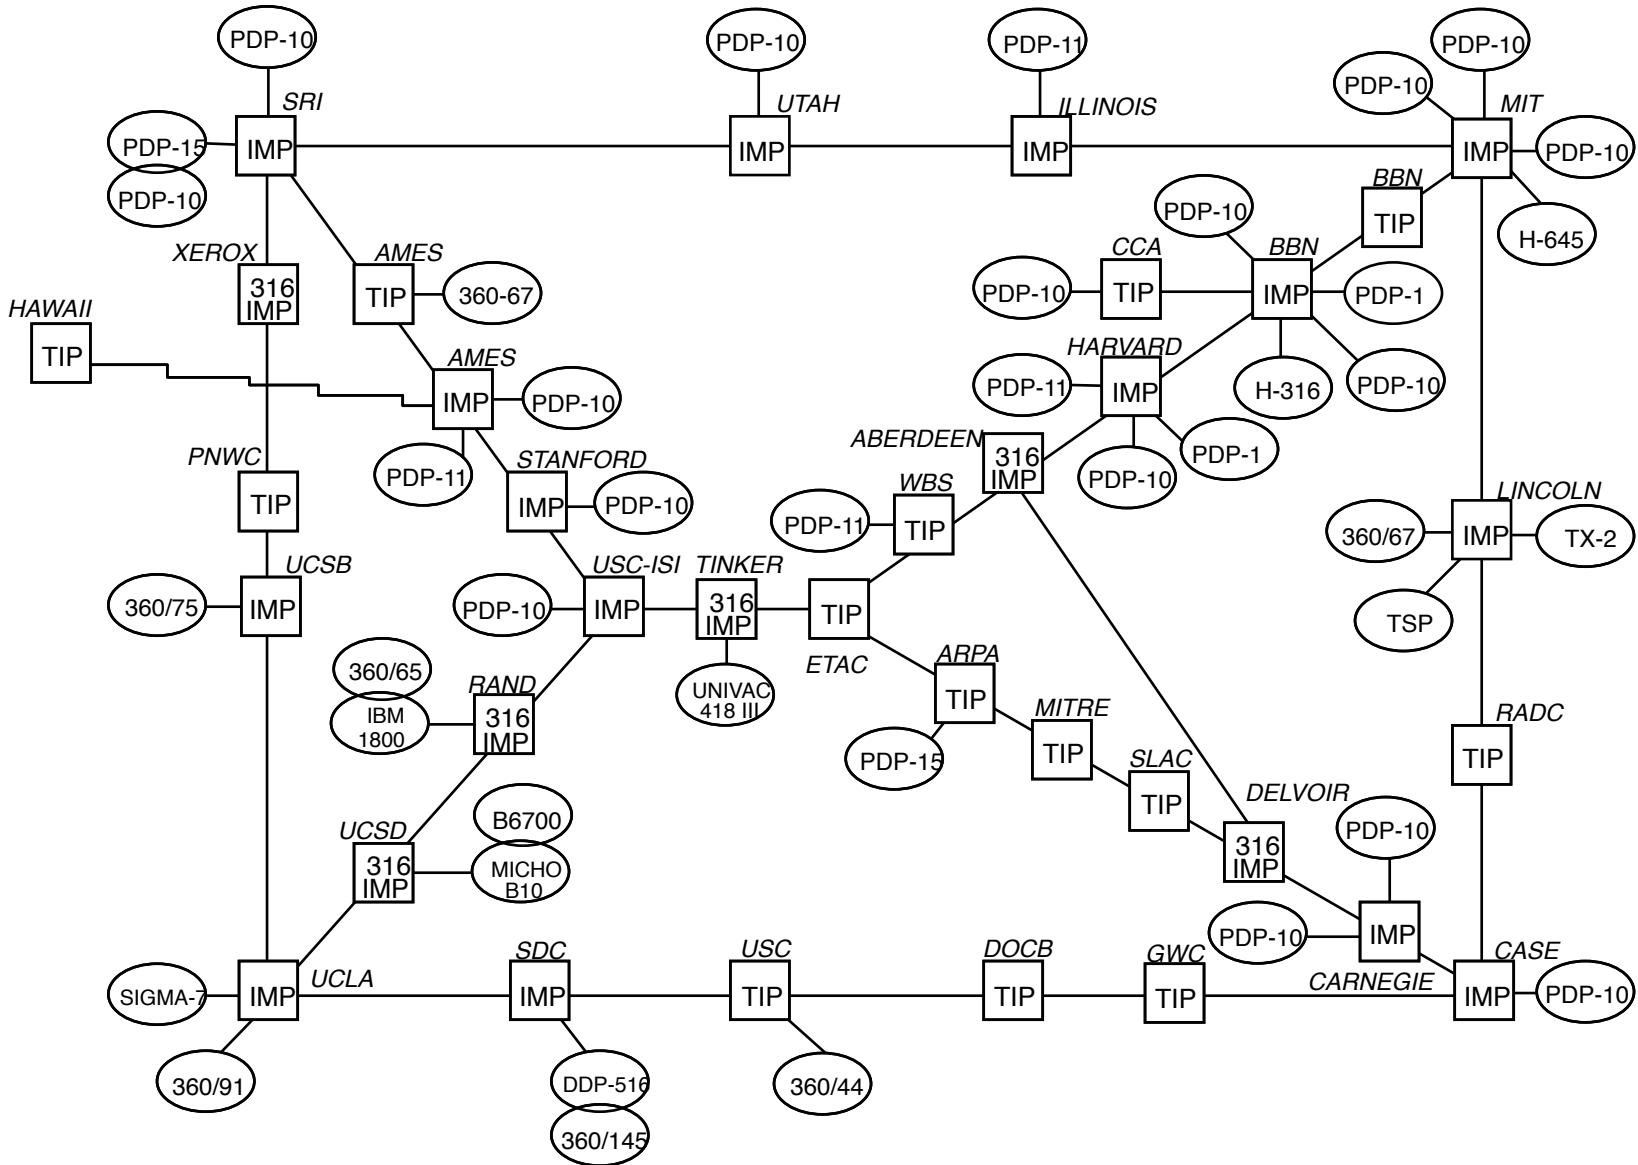 PDP-10
PDP-10
PDP-11
PDP-10
PDP-10
SRI
UTAH
ILLINOIS
MIT
PDP-15
IMP
IMP
IMP
IMP
PDP-10
PDP-10
BBN
TIP
PDP-10
H-645
XEROX
316
IMP
AMES
TIP
360-67
CCA
TIP
PDP-10
BBN
IMP
PDP-1
HAWAII
TIP
AMES
IMP
PDP-10
HARVARD
IMP
PDP-11
H-316
PDP-10
PDP-11
ABERDEEN
316
IMP
PDP-10
PDP-1
PNWC
TIP
STANFORD
IMP
PDP-10
WBS
TIP
PDP-11
LINCOLN
IMP
360/67
TX-2
TSP
UCSB
IMP
360/75
USC-ISI
IMP
PDP-10
TINKER
316
IMP
TIP
ETAC
UNIVAC
418 III
360/65
IBM
1800
RAND
316
IMP
ARPA
TIP
PDP-15
MITRE
TIP
SLAC
TIP
RADC
TIP
DELVOIR
316
IMP
PDP-10
UCSD
316
IMP
B6700
MICHO
B10
PDP-10
IMP
CARNEGIE
UCLA
IMP
SIGMA-7
360/91
SDC
IMP
DDP-516
360/145
USC
TIP
360/44
DOCB
TIP
GWC
TIP
CASE
IMP
PDP-10